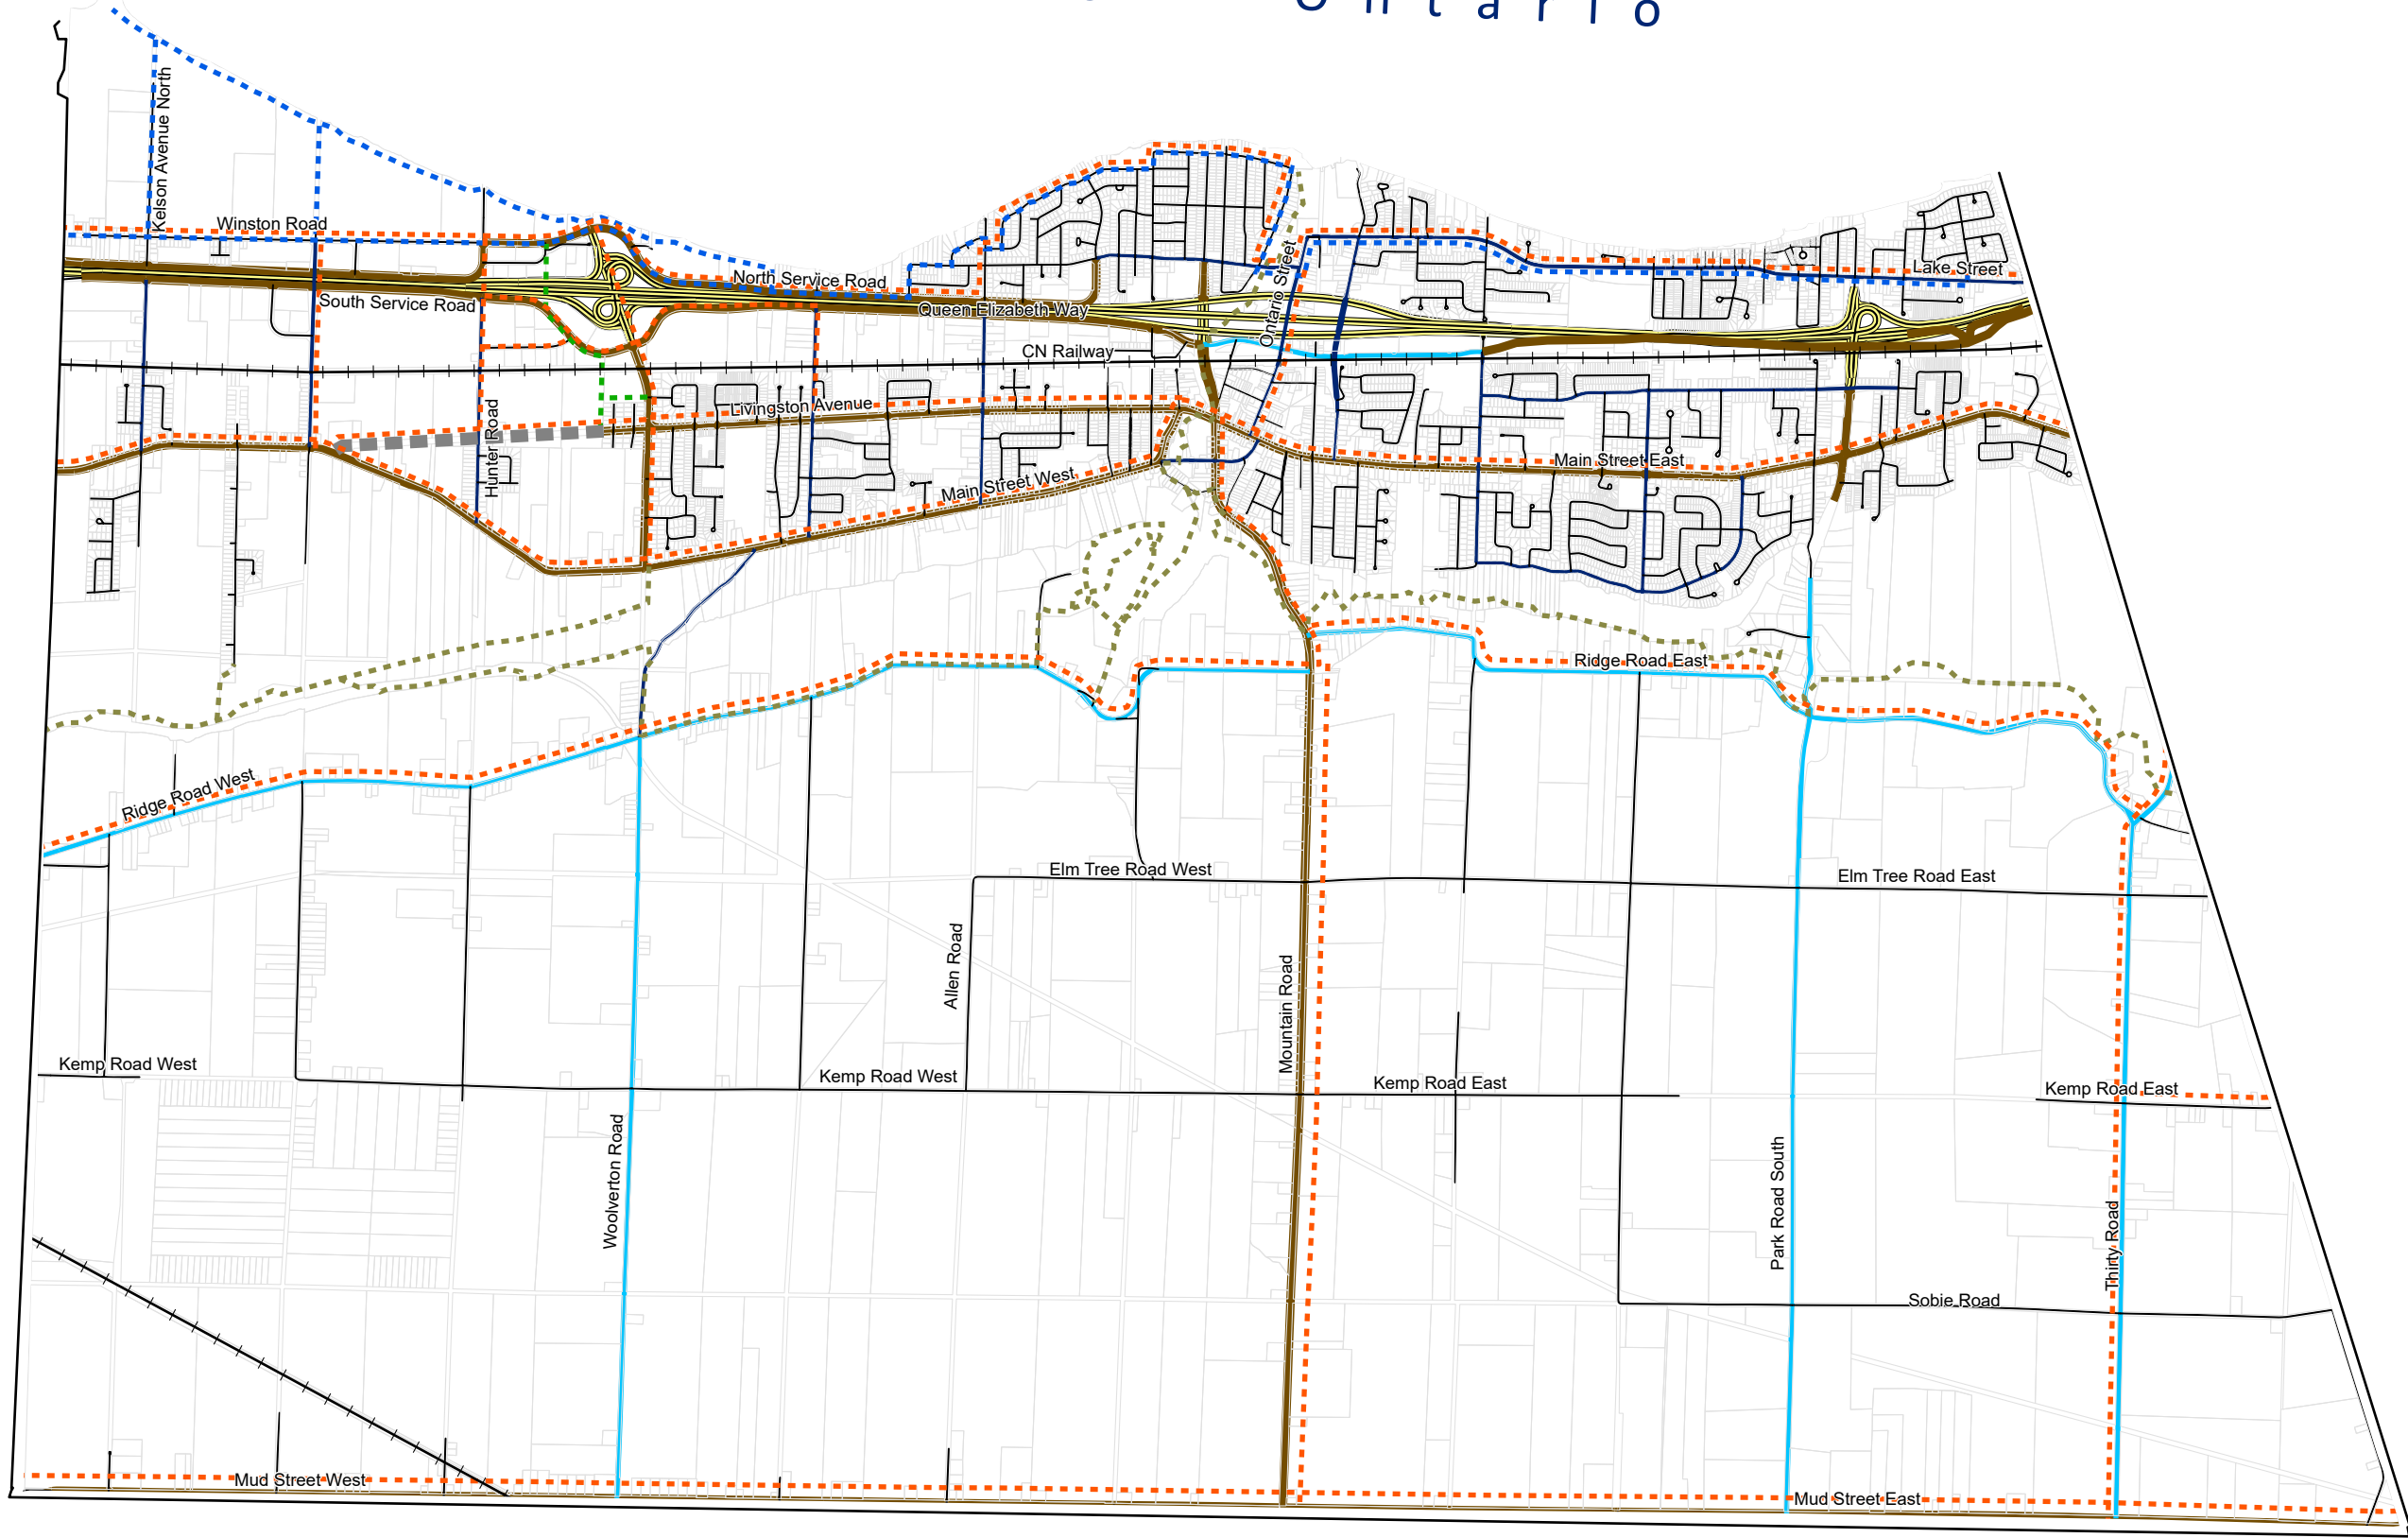 Ontario
Kelson Avenue North
Winston Road
North Service Road
Lake Street
South Service Road
Queen Elizabeth Way
Ontario Street
CN Railway
Livingston Avenue
Hunter Road
Main Street West
Main Street East
Ridge Road East
Ridge Road West
Elm Tree Road West
Elm Tree Road East
Allen Road
Mountain Road
Kemp Road West
Kemp Road West
Kemp Road East
Kemp Road East
Woolverton Road
Park Road South
Thirty Road
Sobie Road
Mud Street West
Mud Street East